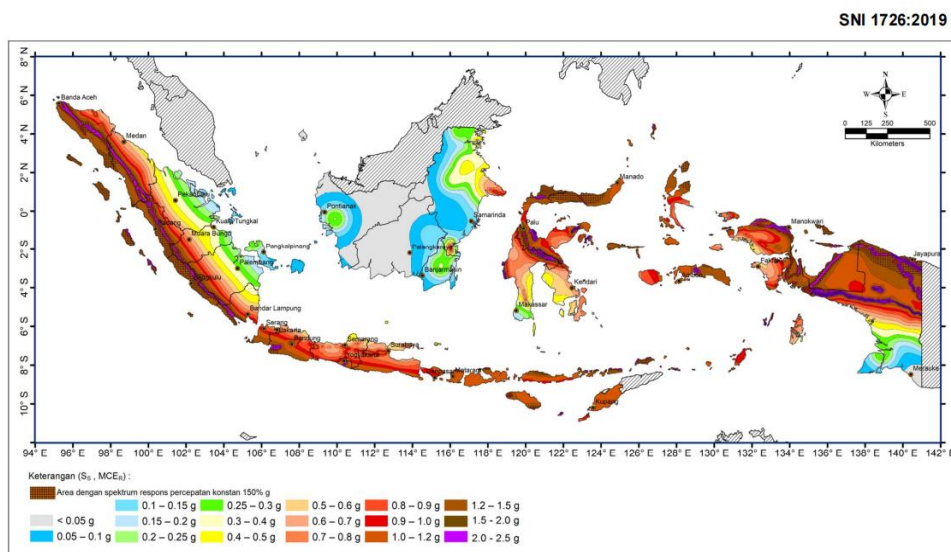 SNI 1726:2019
8° N
6° N
4° N
2° N
0°
2° S
4° S
6° S
8° S
10° S
Banda Aceh
Medan
Pekanbaru
Kuala Tungkal
Padang
Muara Bungo
Pangkalpinang
Palembang
Bengkulu
Bandar Lampung
Serang
Jakarta
Bandung
Semarang
Yogyakarta
Surabaya
Mataram
Kupang
Pontianak
Samarinda
Palangkaraya
Banjarmasin
Manado
Palu
Kendari
Makassar
Manokwari
Fakfak
Jayapura
Merauke
N
W
E
S
0 125 250 500
Kilometers
94° E 96° E 98° E 100° E 102° E 104° E 106° E 108° E 110° E 112° E 114° E 116° E 118° E 120° E 122° E 124° E 126° E 128° E 130° E 132° E 134° E 136° E 138° E 140° E 142° E
Keterangan (SS , MCER) :
Area dengan spektrum respons percepatan konstan 150% g
< 0.05 g
0.05 – 0.1 g
0.1 – 0.15 g
0.15 – 0.2 g
0.2 – 0.25 g
0.25 – 0.3 g
0.3 – 0.4 g
0.4 – 0.5 g
0.5 – 0.6 g
0.6 – 0.7 g
0.7 – 0.8 g
0.8 – 0.9 g
0.9 – 1.0 g
1.0 – 1.2 g
1.2 – 1.5 g
1.5 - 2.0 g
2.0 - 2.5 g